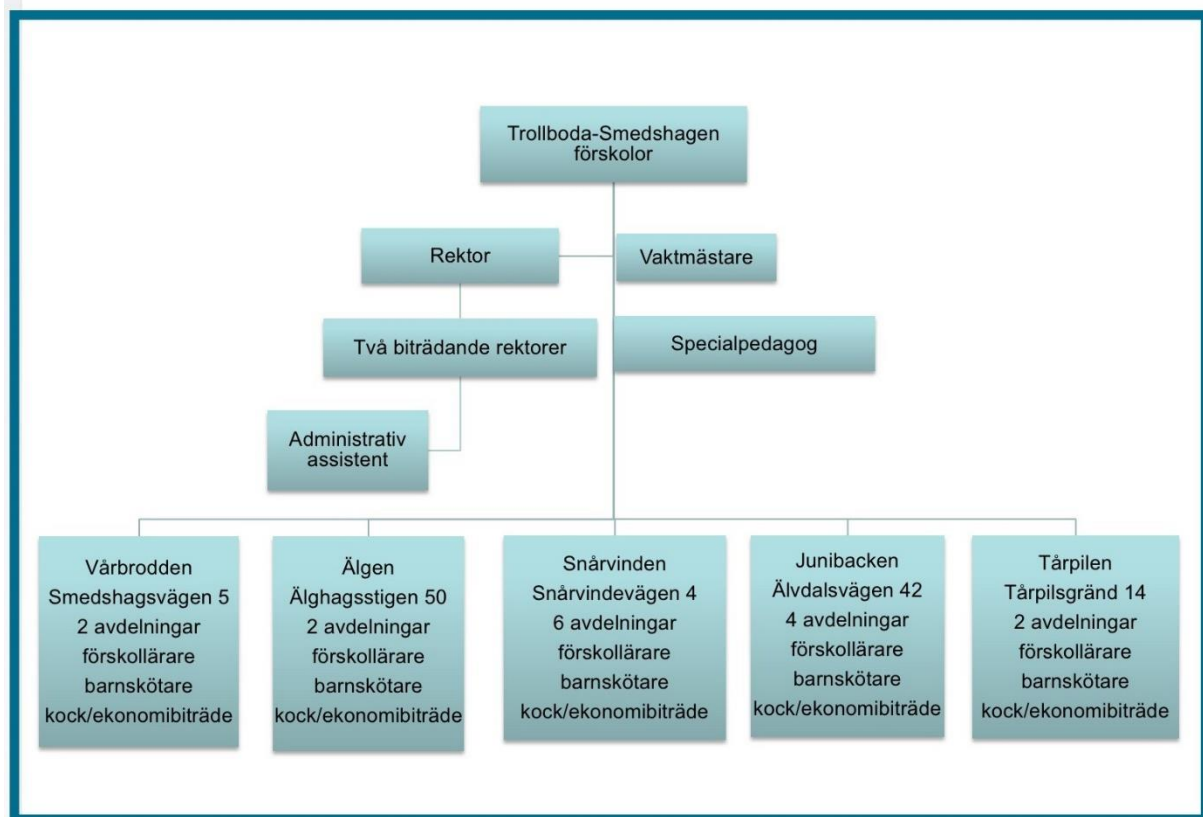 Trollboda-Smedshagen
förskolor
Rektor
Vaktmästare
Två biträdande rektorer
Specialpedagog
Administrativ
assistent
Vårbrodden
Smedshagsvägen 5
2 avdelningar
förskollärare
barnskötare
kock/ekonomibiträde
Älgen
Älghagsstigen 50
2 avdelningar
förskollärare
barnskötare
kock/ekonomibiträde
Snårvinden
Snårvindevägen 4
6 avdelningar
förskollärare
barnskötare
kock/ekonomibiträde
Junibacken
Älvdalsvägen 42
4 avdelningar
förskollärare
barnskötare
kock/ekonomibiträde
Tårpilen
Tårpilsgränd 14
2 avdelningar
förskollärare
barnskötare
kock/ekonomibiträde